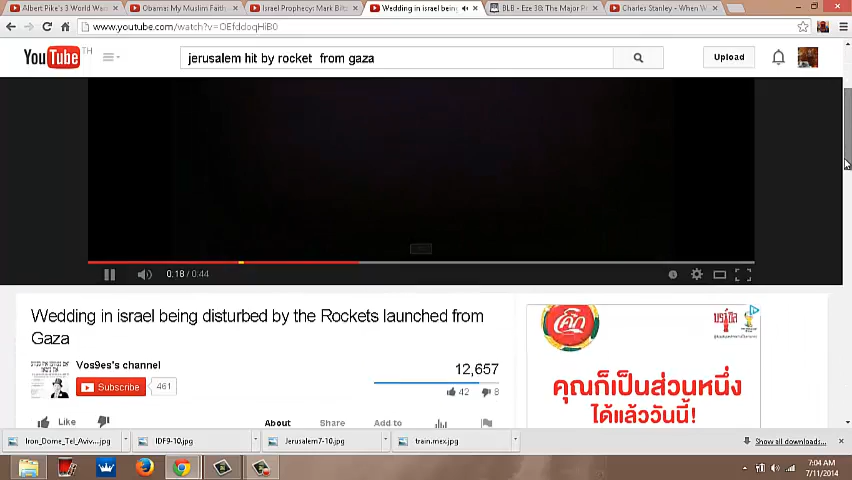 Albert Pike's 3 World Wa
Obama: My Muslim Faith
Israel Prophecy: Mark Bilt
Wedding in israel bein
BLB - Eze 38: The Major P
Charles Stanley - When W
www.youtube.com/watch?v=OEfddoqHiB0
YouTube TH
jerusalem hit by rocket from gaza
Upload
0:18 / 0:44
Wedding in israel being disturbed by the Rockets launched from
Gaza
Vos9es's channel
Subscribe 461
12,657
42 8
Like
About Share Add to
โค้ก
คุณก็เป็นส่วนหนึ่ง
ได้แล้ววันนี้!
Iron_Dome_Tel_Aviv....jpg
IDF9-10.jpg
Jerusalem7-10.jpg
train.mex.jpg
Show all downloads...
7:04 AM
7/11/2014